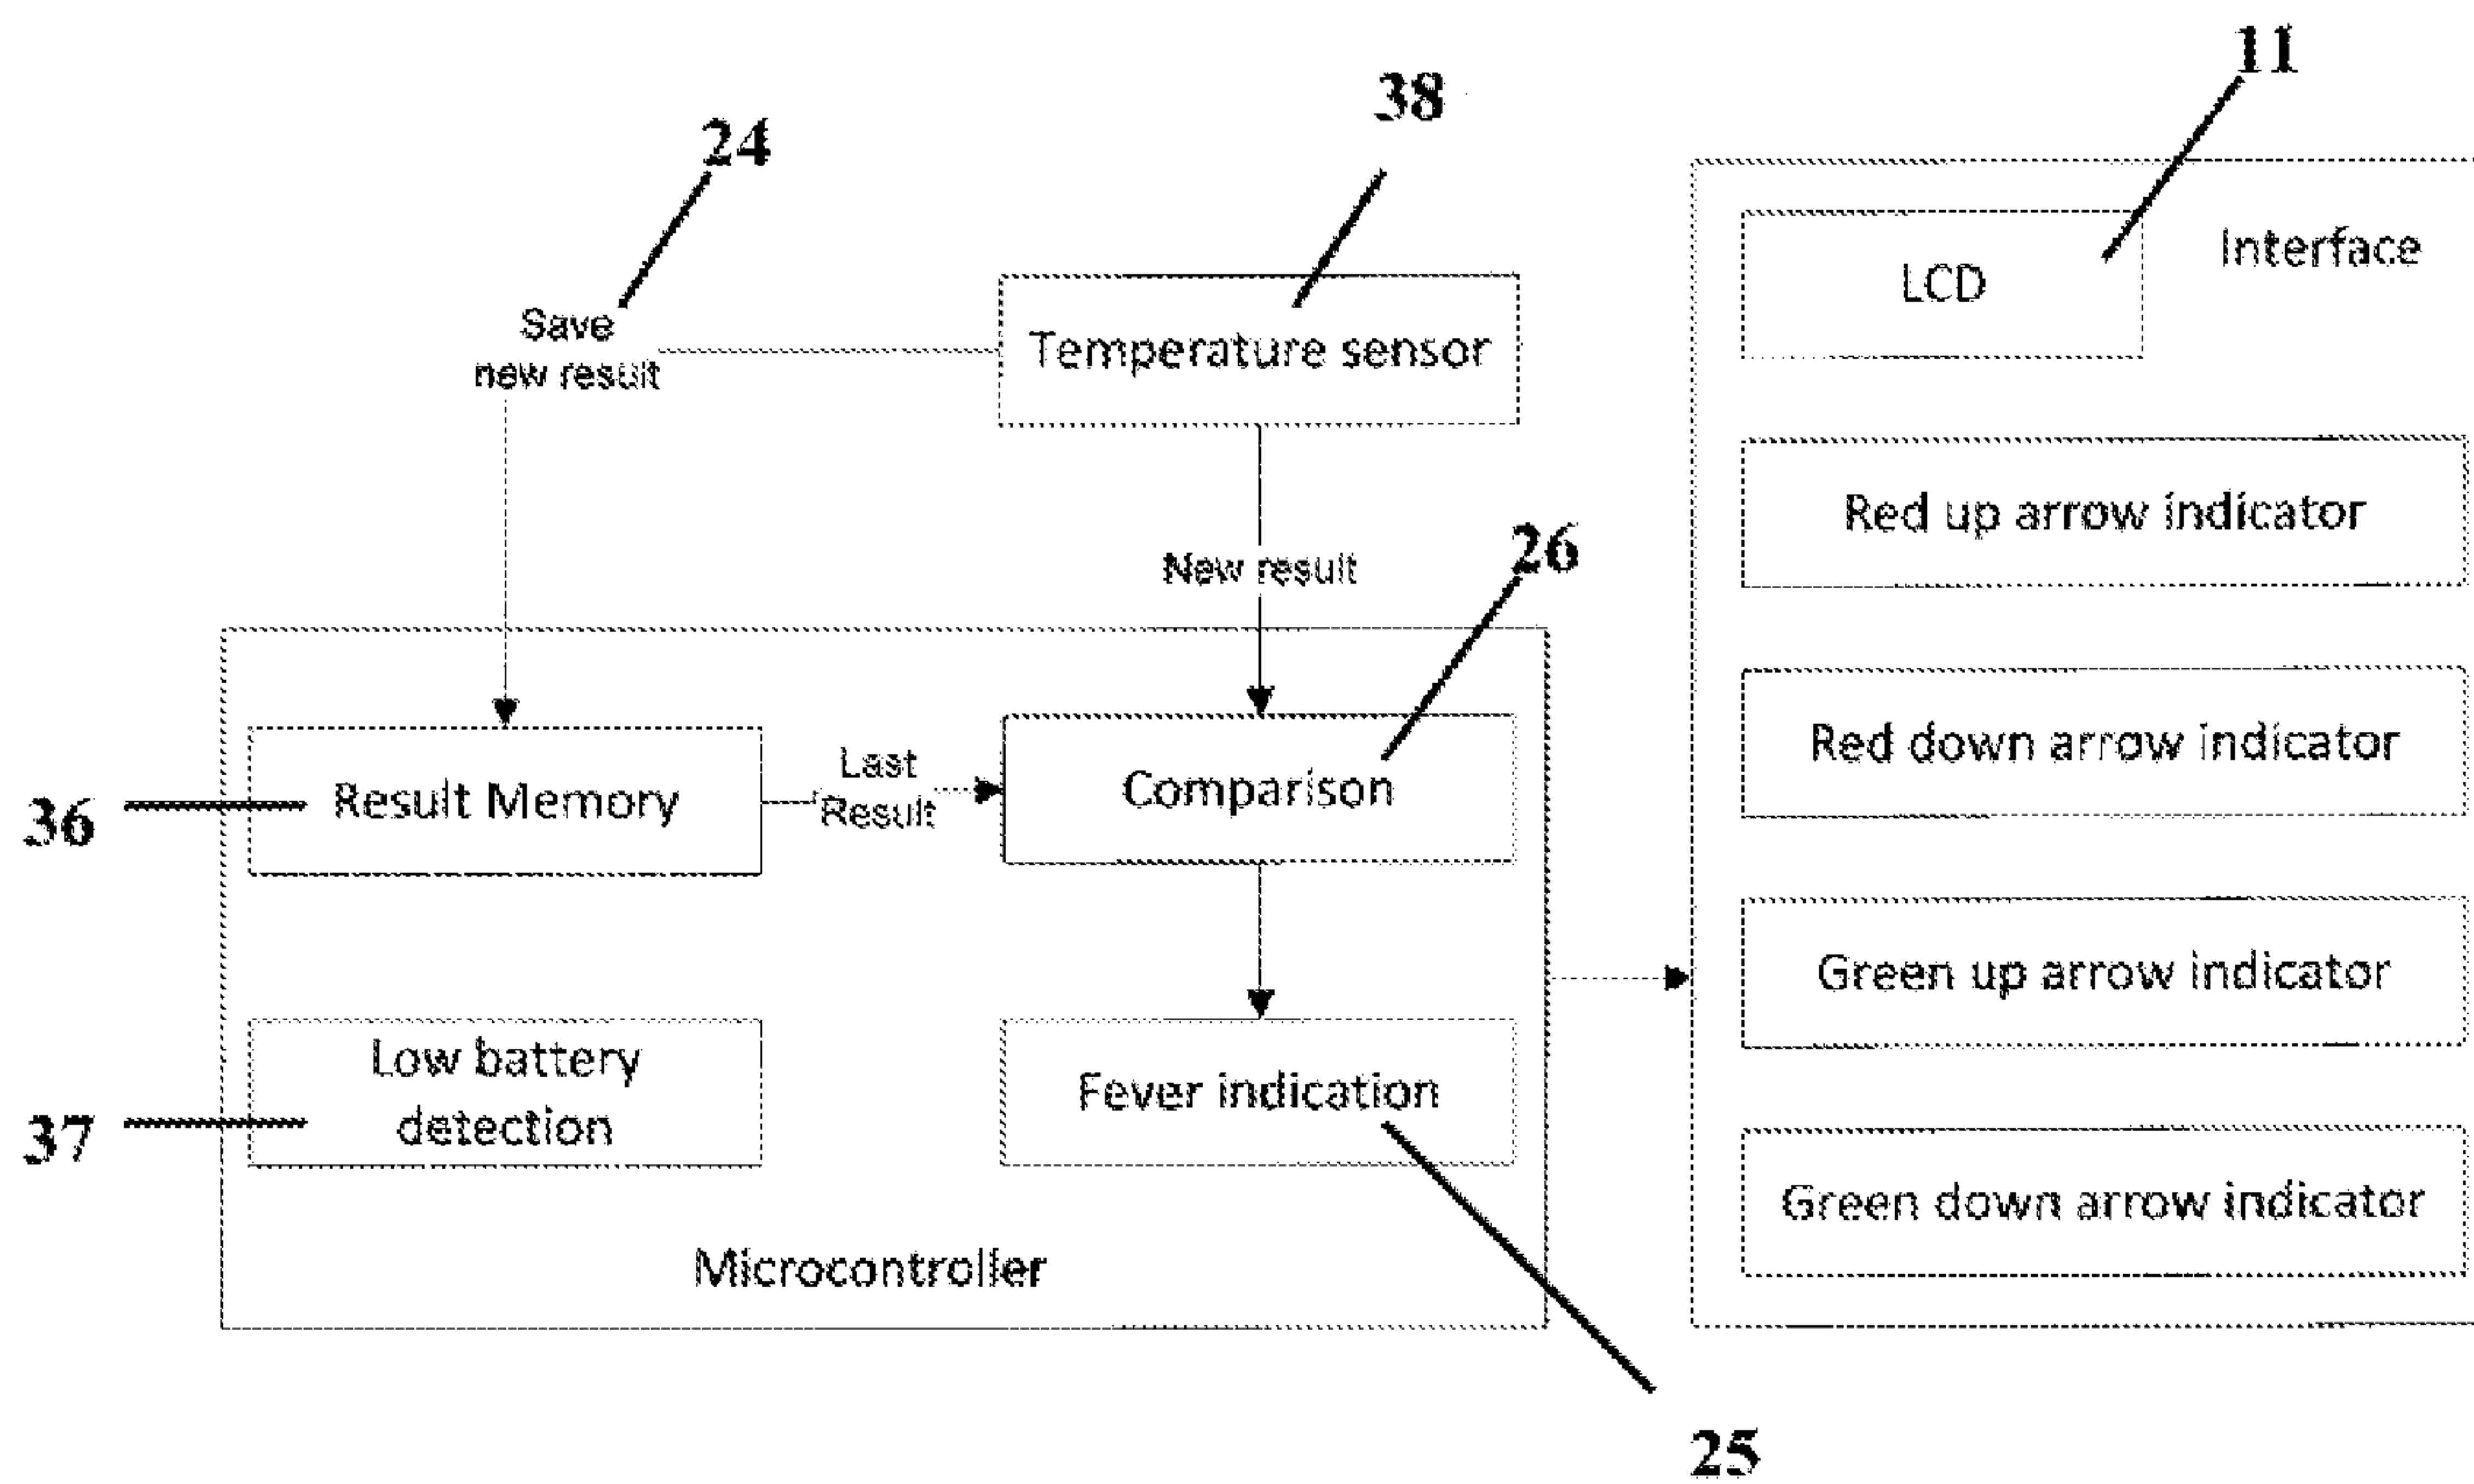 11
38
24
LCD
Interface
Save
new result
Temperature sensor
Red up arrow indicator
New result
26
Red down arrow indicator
36
Result Memory
Last
Result
Comparison
Green up arrow indicator
37
Low battery
detection
Fever indication
Green down arrow indicator
Microcontroller
25